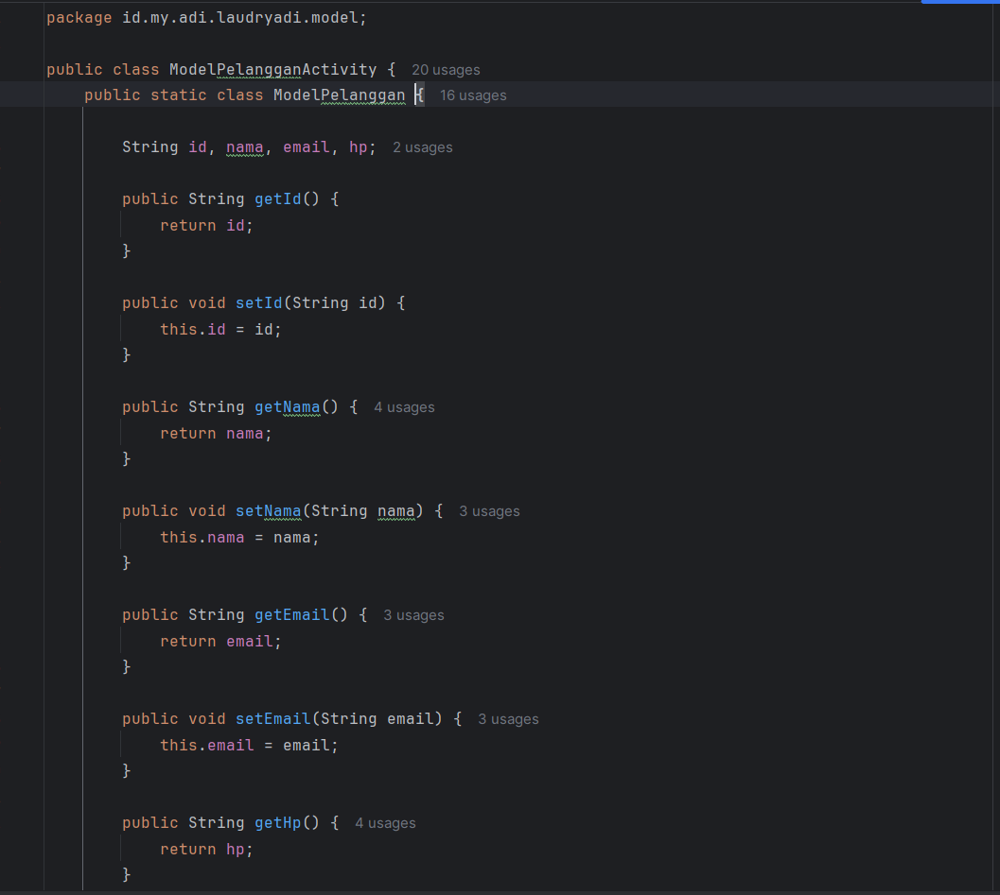 package id.my.adi.laudryadi.model;
public class ModelPelangganActivity { 20 usages
public static class ModelPelanggan { 16 usages
String id, nama, email, hp; 2 usages
public String getId() {
return id;
}
public void setId(String id) {
this.id = id;
}
public String getNama() { 4 usages
return nama;
}
public void setNama(String nama) { 3 usages
this.nama = nama;
}
public String getEmail() { 3 usages
return email;
}
public void setEmail(String email) { 3 usages
this.email = email;
}
public String getHp() { 4 usages
return hp;
}